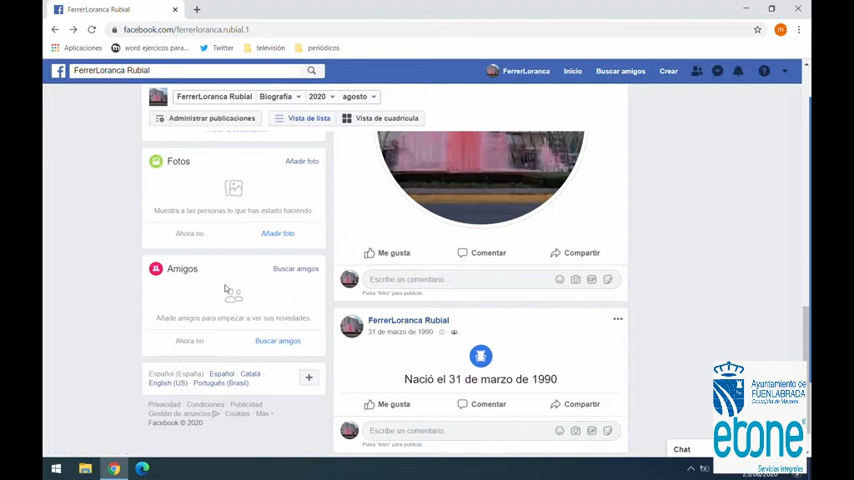 FerrerLoranca Rubial
facebook.com/ferrerloranca.rubial.1
Aplicaciones
word ejercicios para...
Twitter
televisión
periódicos
FerrerLoranca Rubial
FerrerLoranca
Inicio
Buscar amigos
Crear
FerrerLoranca Rubial
Biografía
2020
agosto
Administrar publicaciones
Vista de lista
Vista de cuadrícula
Fotos
Añadir foto
Muestra a las personas lo que has estado haciendo.
Ahora no
Añadir foto
Amigos
Buscar amigos
Añade amigos para empezar a ver sus novedades.
Ahora no
Buscar amigos
Español (España) Español Català
English (US) Português (Brasil)
Privacidad Condiciones Publicidad
Gestión de anuncios Cookies Más
Facebook © 2020
Me gusta
Comentar
Compartir
Escribe un comentario...
Pulsa "Intro" para publicar.
FerrerLoranca Rubial
31 de marzo de 1990
Nació el 31 de marzo de 1990
Me gusta
Comentar
Compartir
Escribe un comentario...
Pulsa "Intro" para publicar.
Chat
Ayuntamiento de
FUENLABRADA
etone
Servicios Integrales